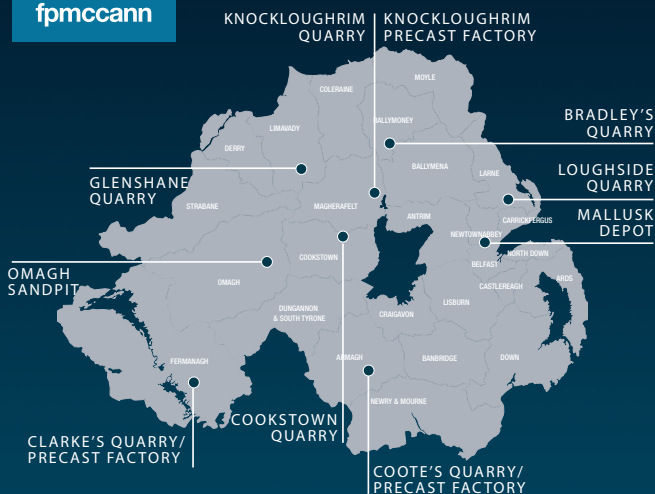 fpmccann
KNOCKLOUGHRIM
QUARRY
KNOCKLOUGHRIM
PRECAST FACTORY
MOYLE
COLERAINE
BALLYMONEY
BRADLEY'S
QUARRY
LIMAVADY
DERRY
BALLYMENA
LARNE
LOUGHSIDE
QUARRY
GLENSHANE
QUARRY
STRABANE
MAGHERAFELT
ANTRIM
CARRICKFERGUS
MALLUSK
DEPOT
NEWTOWNABBEY
NORTH DOWN
COOKSTOWN
BELFAST
OMAGH
SANDPIT
OMAGH
CASTLEREAGH
ARDS
LISBURN
DUNGANNON
& SOUTH TYRONE
CRAIGAVON
FERMANAGH
ARMAGH
BANBRIDGE
DOWN
NEWRY & MOURNE
COOKSTOWN
QUARRY
CLARKE'S QUARRY/
PRECAST FACTORY
COOTE'S QUARRY/
PRECAST FACTORY